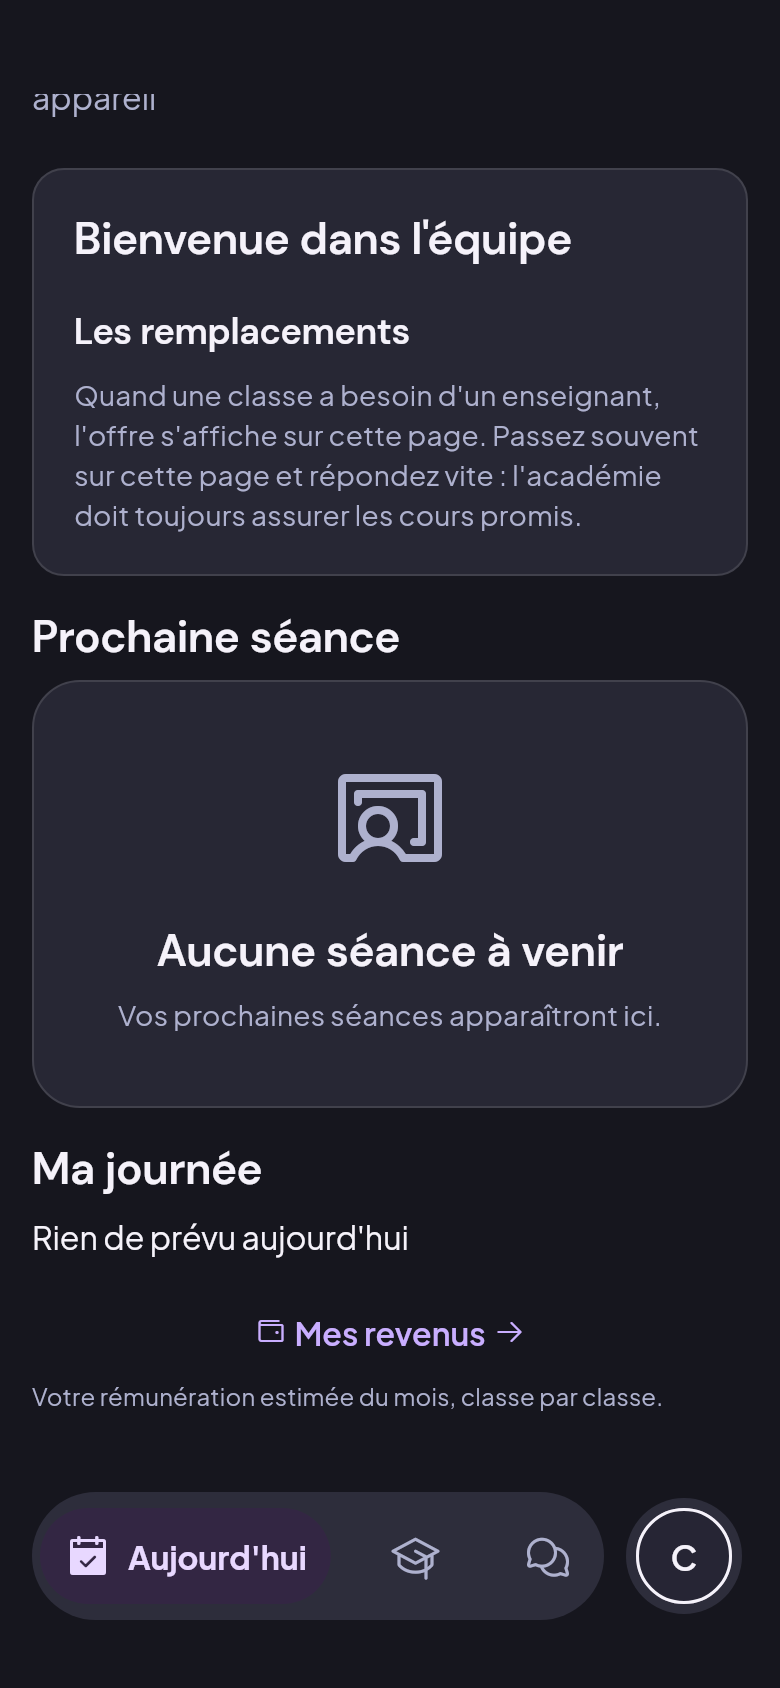 appareil
Bienvenue dans l'équipe
Les remplacements
Quand une classe a besoin d'un enseignant,
l'offre s'affiche sur cette page. Passez souvent
sur cette page et répondez vite : l'académie
doit toujours assurer les cours promis.
Prochaine séance
Aucune séance à venir
Vos prochaines séances apparaîtront ici.
Ma journée
Rien de prévu aujourd'hui
Mes revenus
Votre rémunération estimée du mois, classe par classe.
Aujourd'hui
C